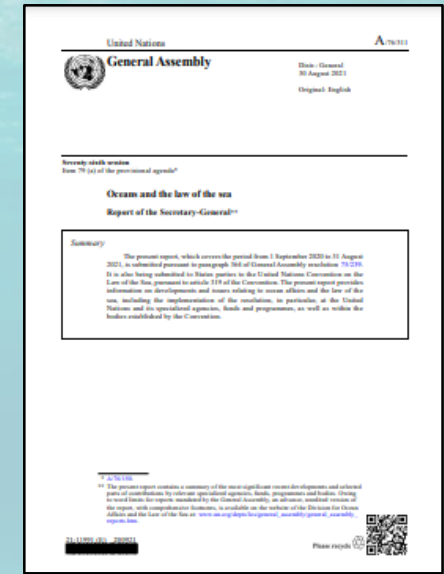 United Nations
A/76/311
General Assembly
Distr.: General
30 August 2021
Original: English
Seventy-sixth session
Item 79 (a) of the provisional agenda*
Oceans and the law of the sea
Report of the Secretary-General**
Summary
The present report, which covers the period from 1 September 2020 to 31 August
2021, is submitted pursuant to paragraph 360 of General Assembly resolution 75/239.
It is also being submitted to States parties to the United Nations Convention on the
Law of the Sea, pursuant to article 319 of the Convention. The present report provides
information on developments and issues relating to ocean affairs and the law of the
sea, including the implementation of the resolution, in particular, at the United
Nations and its specialized agencies, funds and programmes, as well as within the
bodies established by the Convention.
* A/76/150.
** The present report contains a summary of the most significant recent developments and selected
parts of contributions by relevant specialized agencies, funds, programmes and bodies. Owing
to word limits for reports mandated by the General Assembly, an advance, unedited version of
the report, with comprehensive footnotes, is available on the website of the Division for Ocean
Affairs and the Law of the Sea at: www.un.org/depts/los/general_assembly/general_assembly_
reports.htm.
21-11991 (E) 280921
Please recycle